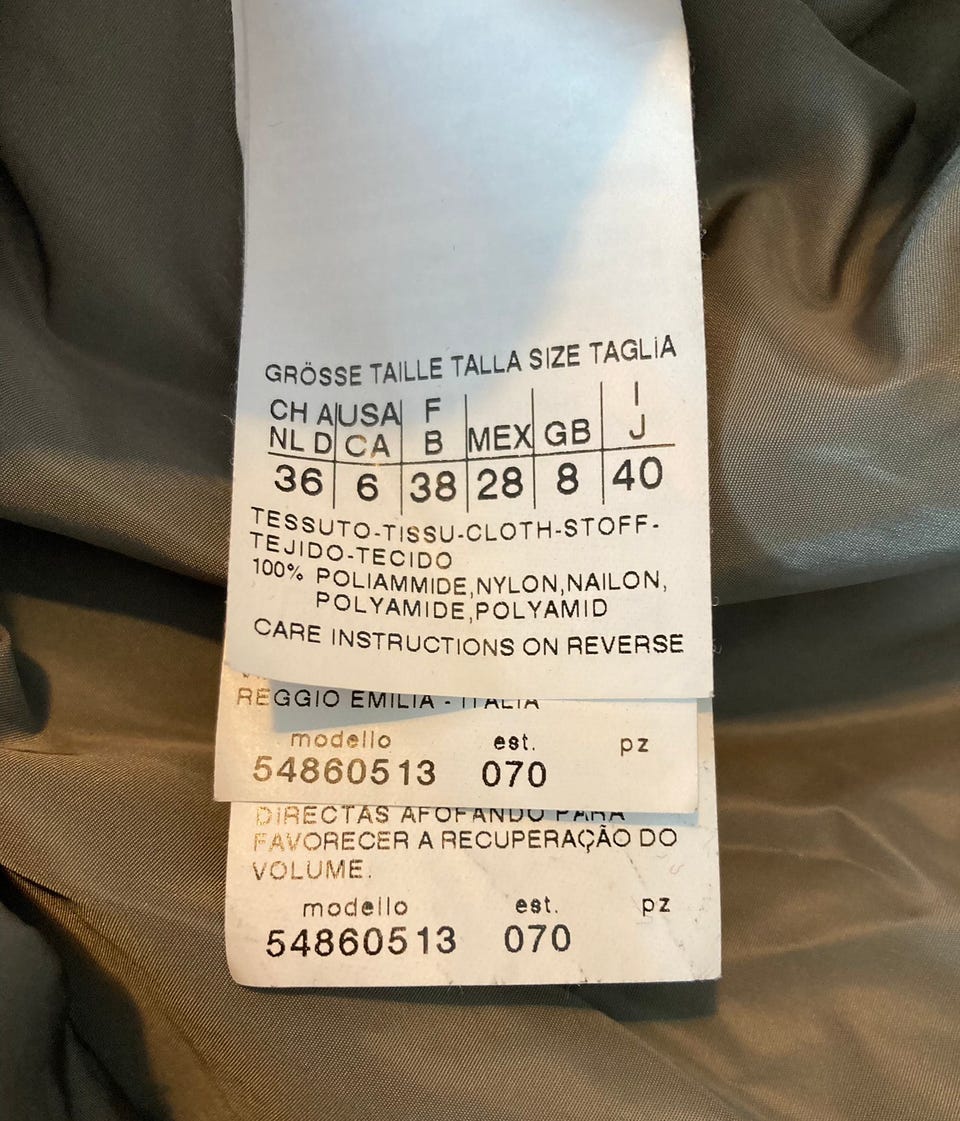 GRÖSSE TAILLE TALLA SIZE TAGLIA
CH A USA F I
NL D CA B MEX GB J
36 6 38 28 8 40
TESSUTO-TISSU-CLOTH-STOFF-
TEJIDO-TECIDO
100% POLIAMMIDE,NYLON,NAILON,
POLYAMIDE,POLYAMID
CARE INSTRUCTIONS ON REVERSE
REGGIO EMILIA - ITALIA
modello est. pz
54860513 070
DIRECTAS AFOFANDO PARA
FAVORECER A RECUPERAÇÃO DO
VOLUME.
modello est. pz
54860513 070